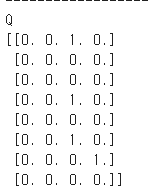 --------------------
Q
[[0. 0. 1. 0.]
 [0. 0. 0. 0.]
 [0. 0. 0. 0.]
 [0. 0. 1. 0.]
 [0. 0. 0. 0.]
 [0. 0. 1. 0.]
 [0. 0. 0. 1.]
 [0. 0. 0. 0.]]